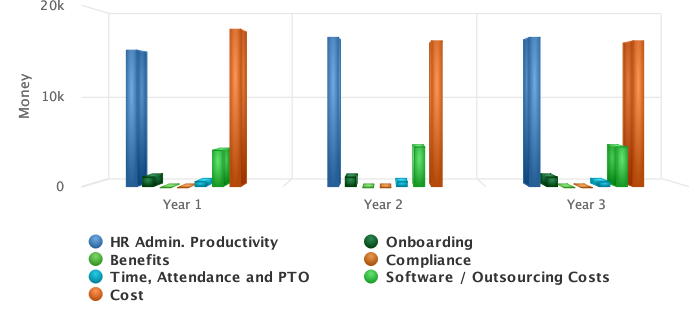 20k
10k
0
Money
Year 1 Year 2 Year 3
HR Admin. Productivity Onboarding
Benefits Compliance
Time, Attendance and PTO Software / Outsourcing Costs
Cost